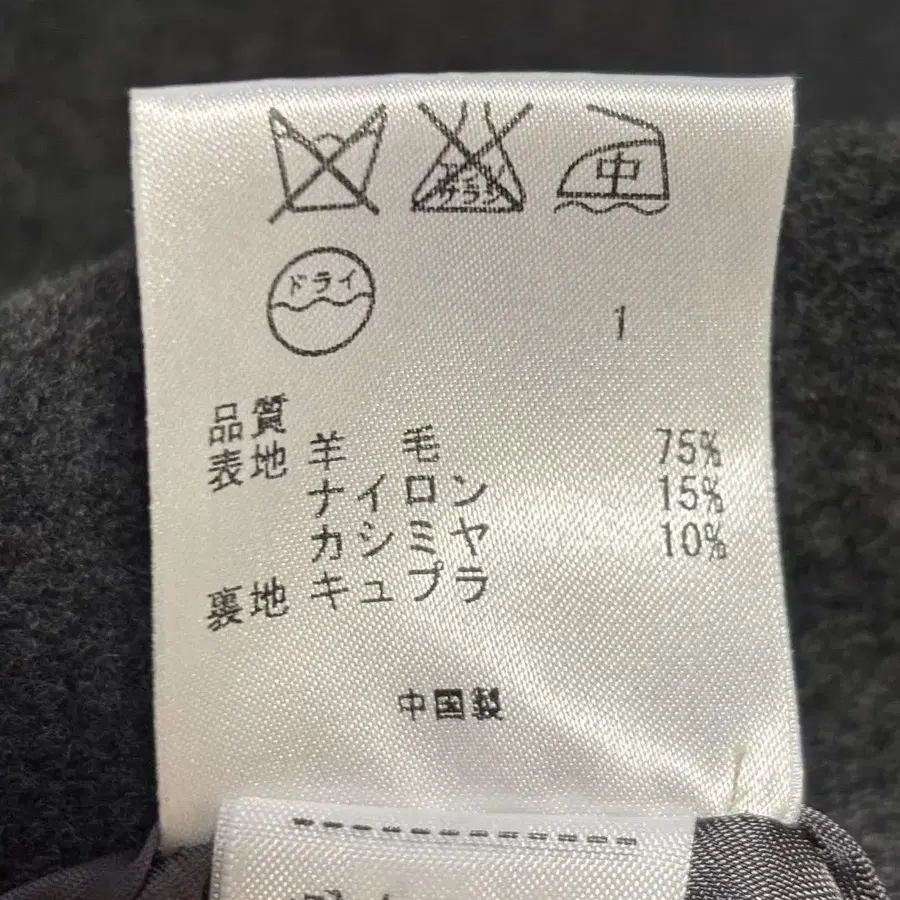 中
ドライ
1
品質
表地 羊毛 75%
ナイロン 15%
カシミヤ 10%
裏地 キュプラ
中国製